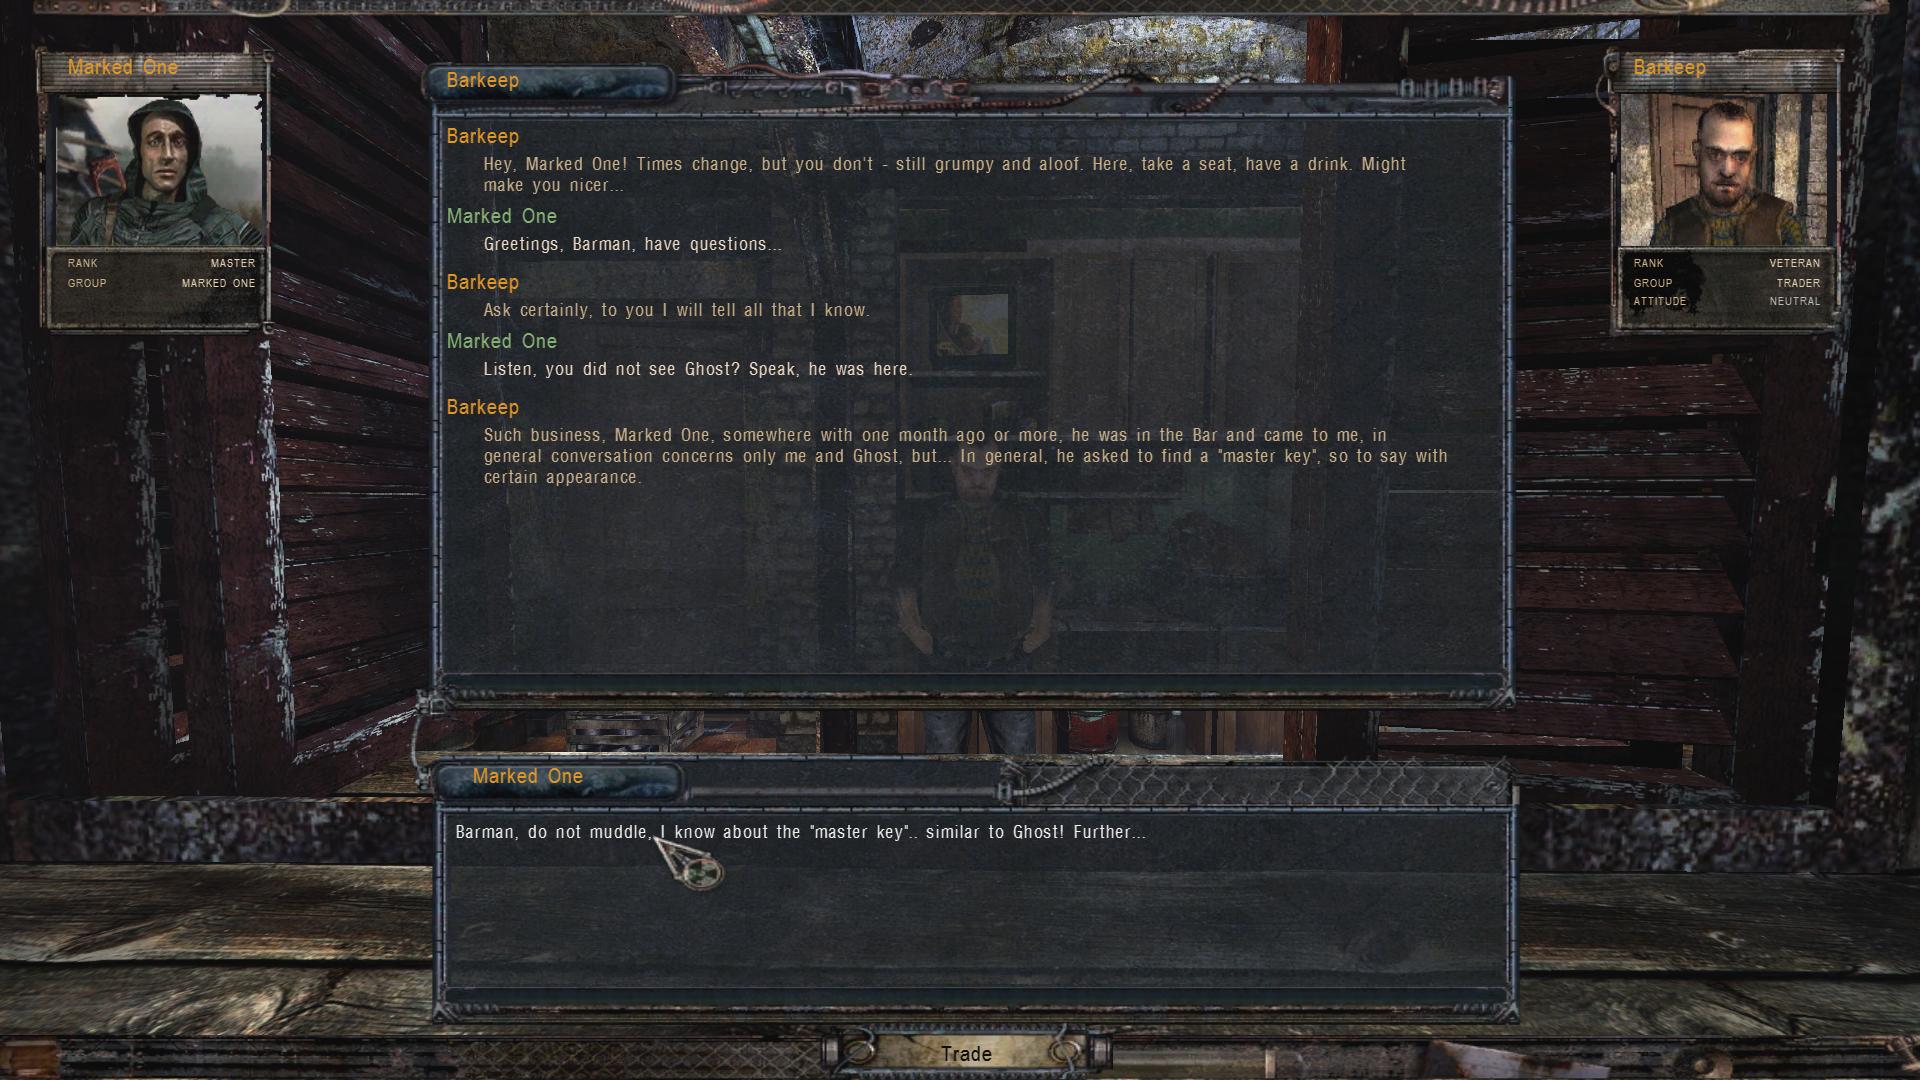 Marked One
Barkeep
Barkeep
RANK MASTER
GROUP MARKED ONE
RANK VETERAN
GROUP TRADER
ATTITUDE NEUTRAL
Barkeep
Hey, Marked One! Times change, but you don't - still grumpy and aloof. Here, take a seat, have a drink. Might
make you nicer...
Marked One
Greetings, Barman, have questions...
Barkeep
Ask certainly, to you I will tell all that I know.
Marked One
Listen, you did not see Ghost? Speak, he was here.
Barkeep
Such business, Marked One, somewhere with one month ago or more, he was in the Bar and came to me, in
general conversation concerns only me and Ghost, but... In general, he asked to find a "master key", so to say with
certain appearance.
Marked One
Barman, do not muddle, I know about the "master key".. similar to Ghost! Further...
Trade